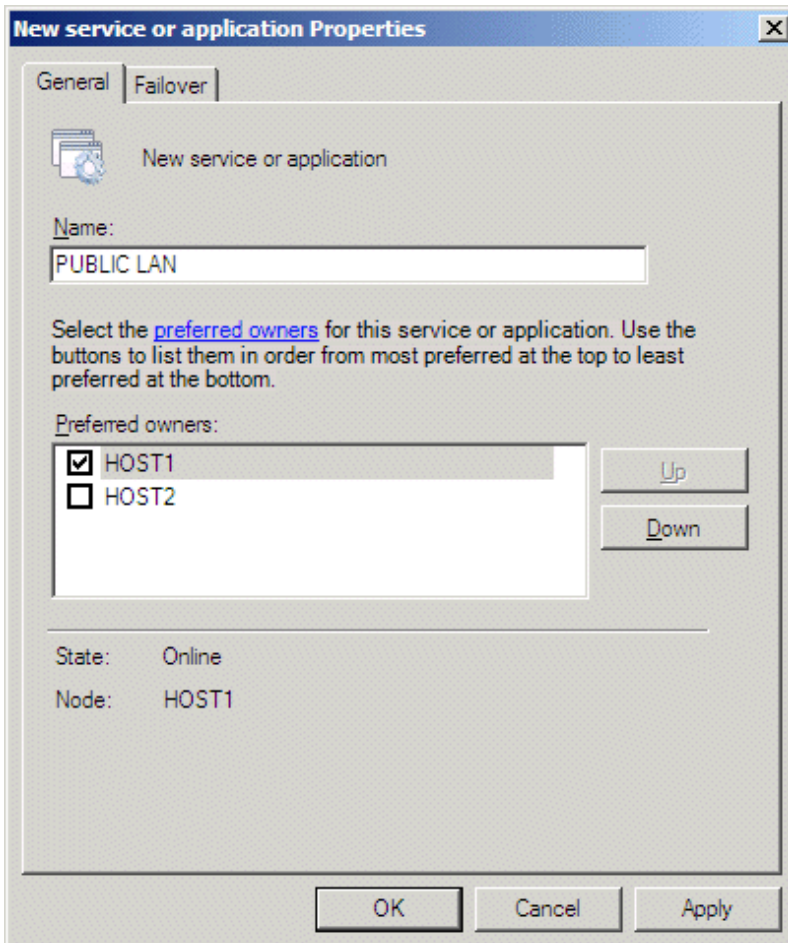 New service or application Properties
General
Failover
New service or application
Name:
PUBLIC LAN
Select the preferred owners for this service or application. Use the
buttons to list them in order from most preferred at the top to least
preferred at the bottom.
Preferred owners:
HOST1
HOST2
Up
Down
State: Online
Node: HOST1
OK
Cancel
Apply